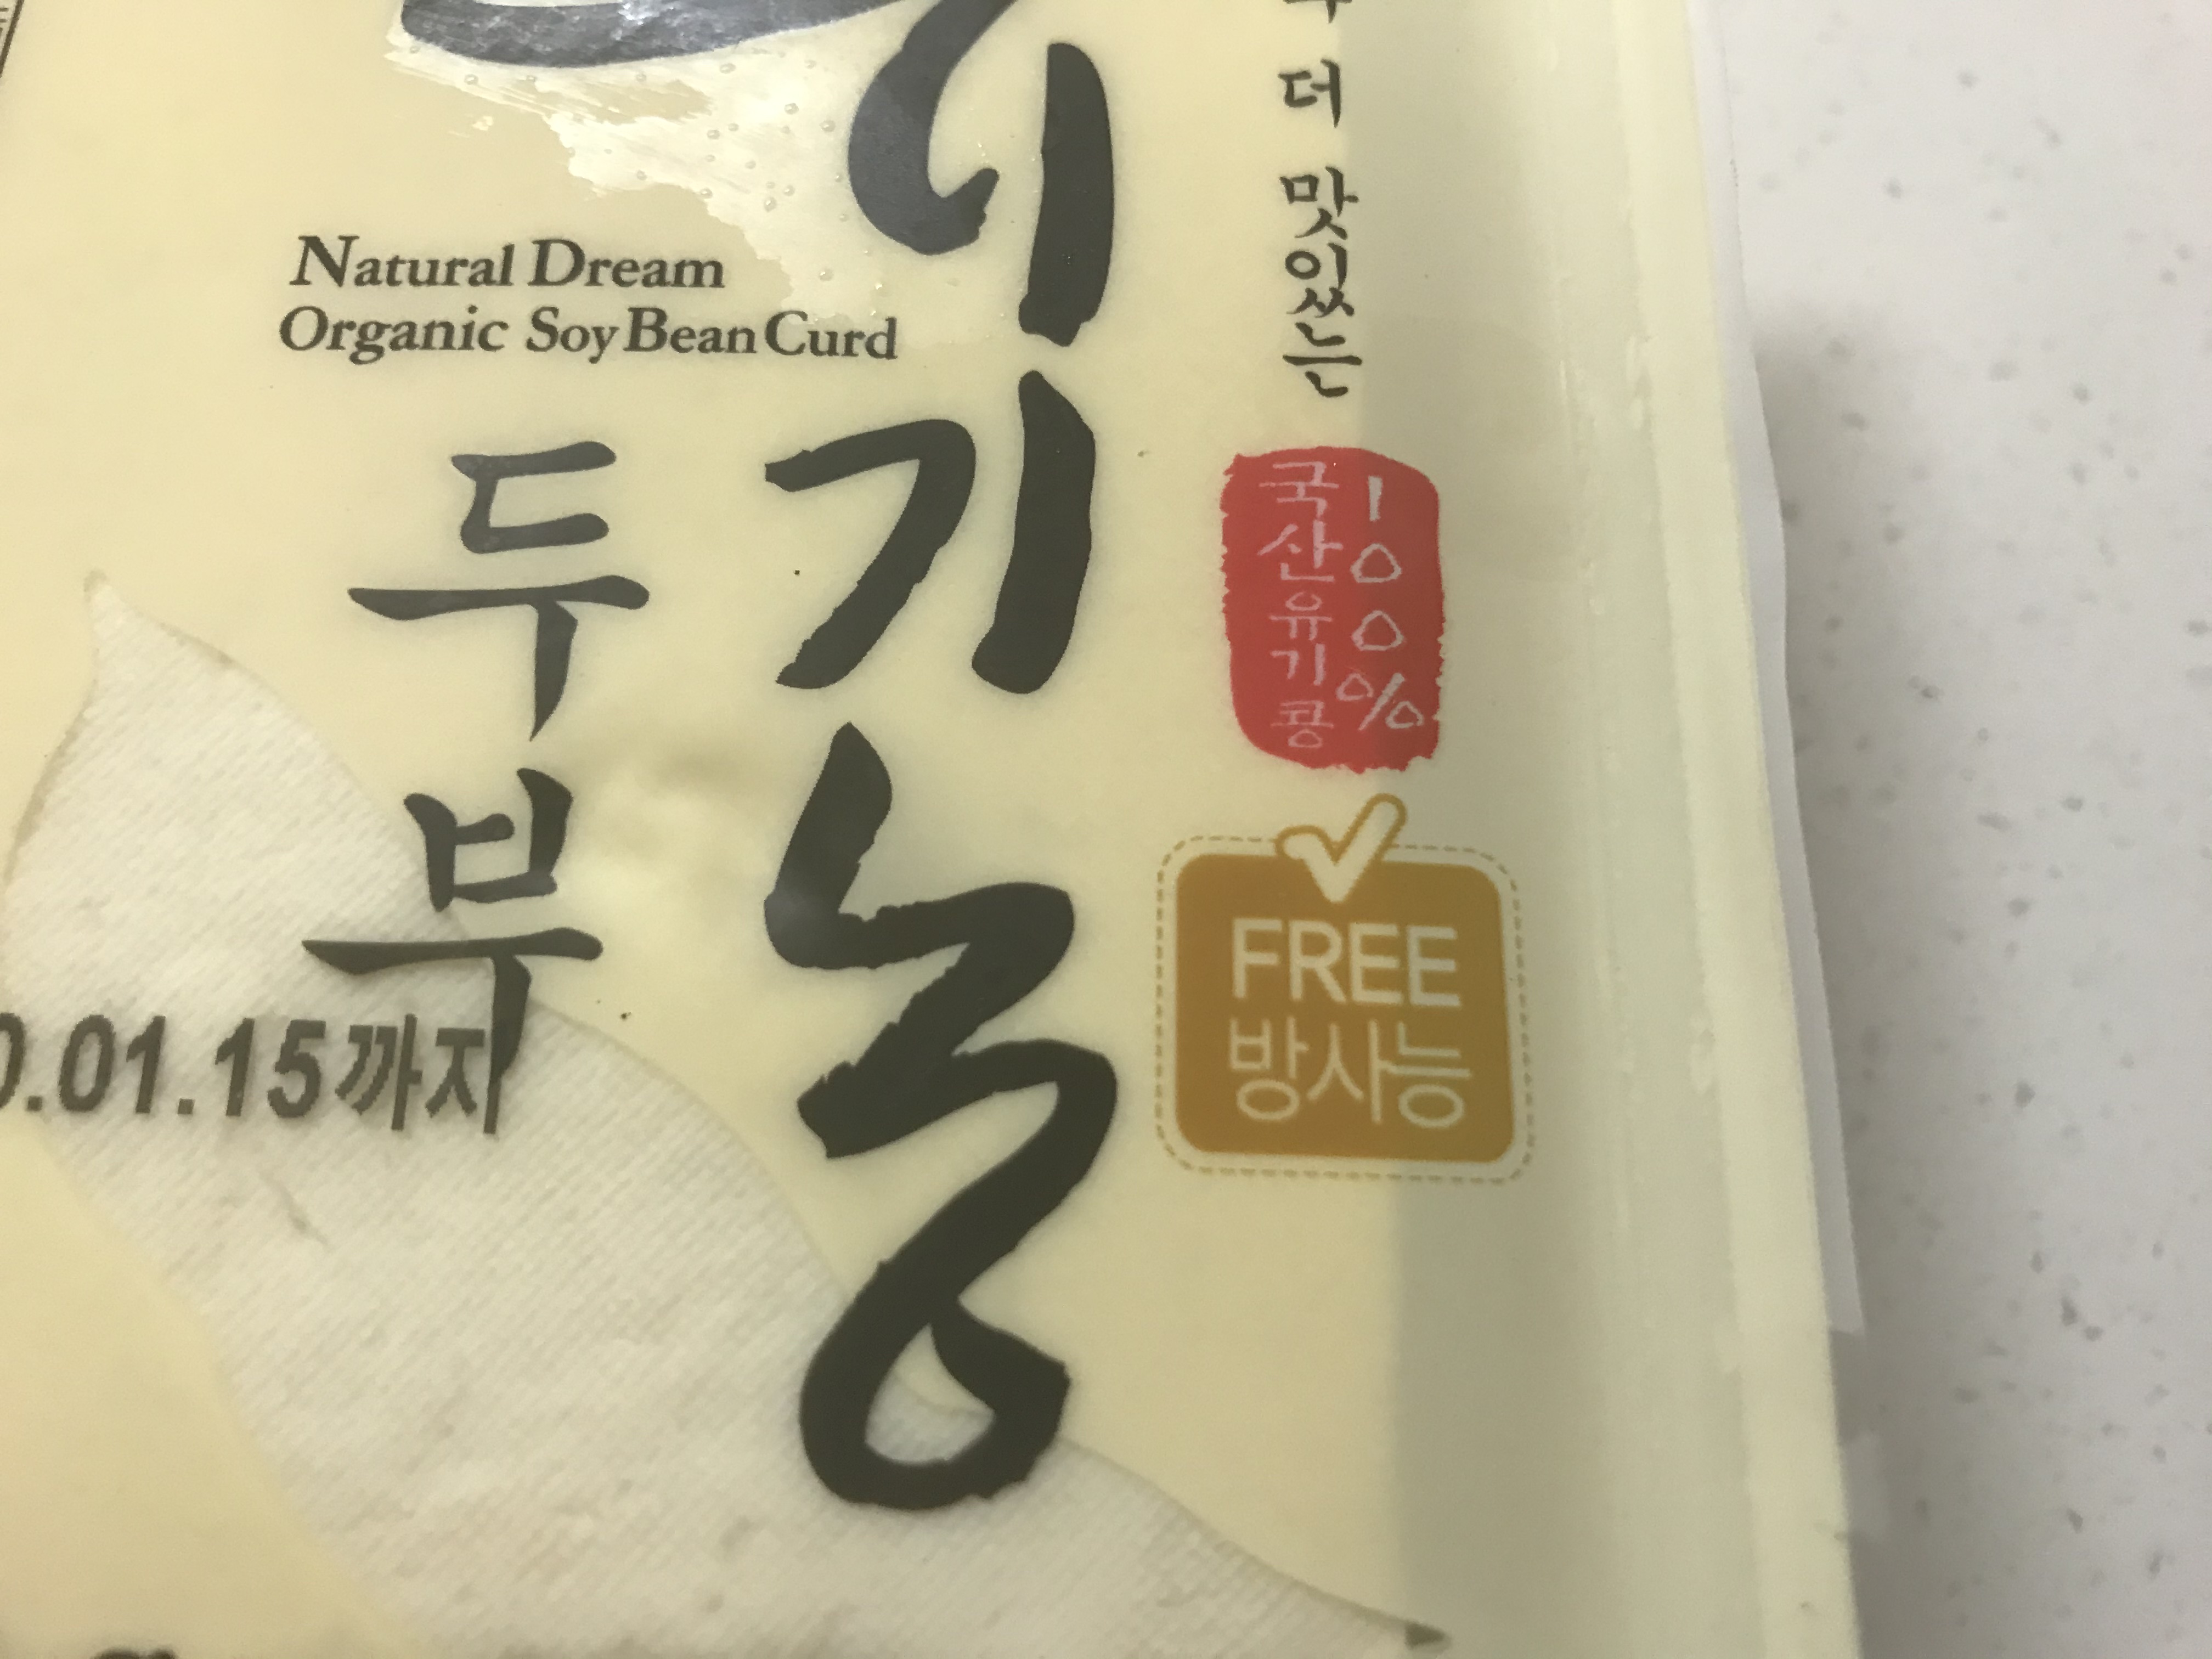 더 맛있는
Natural Dream
Organic Soy Bean Curd
기농
두부
100%
국산유기콩
FREE
방사능
.01.15까지